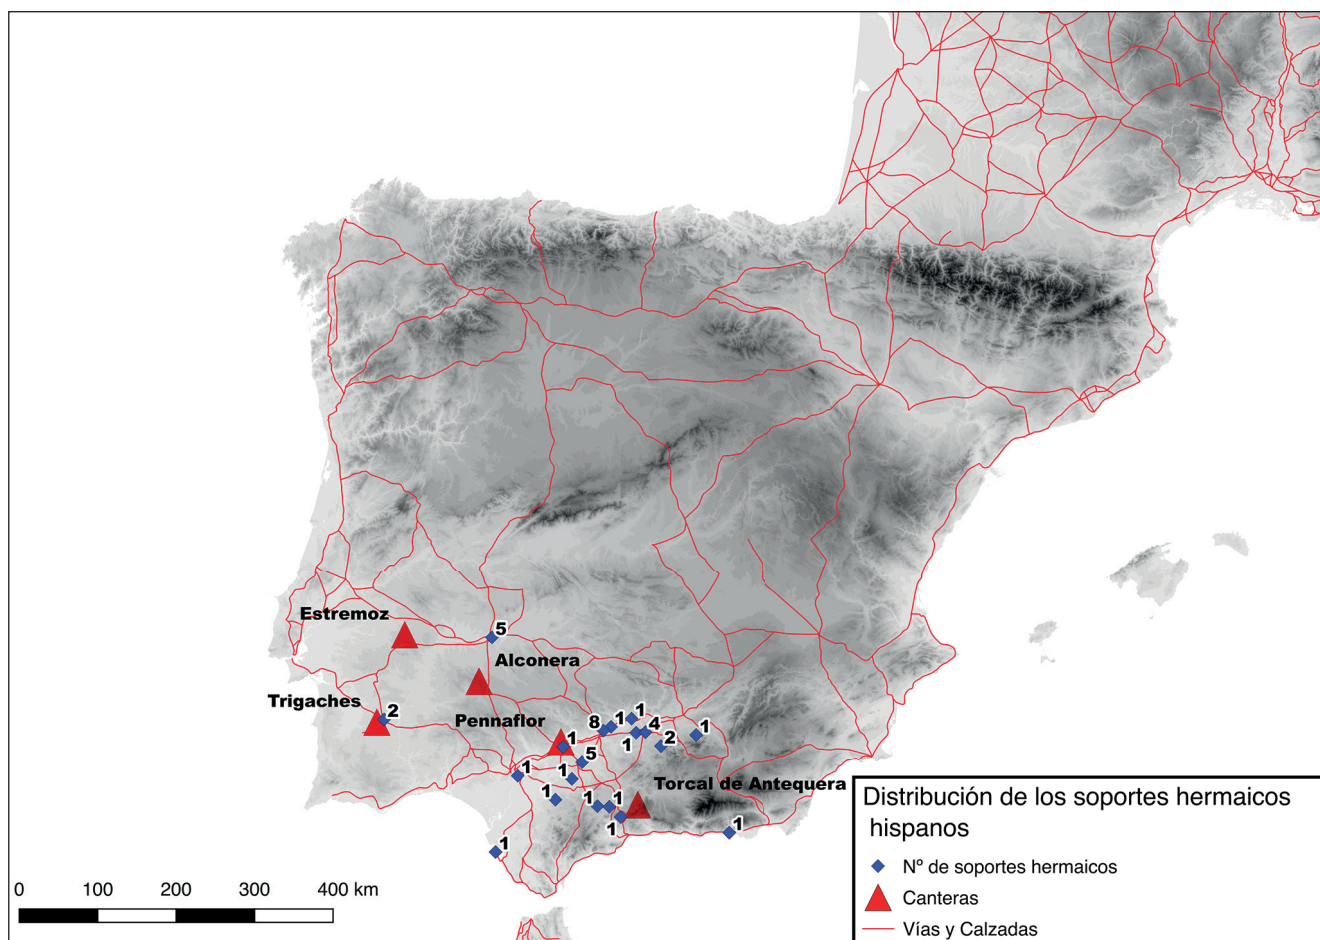 Estremoz
5
Alconera
Trigaches
2
Pennaflor
8
1
1
4
1
2
1
1
5
1
1
1
Torcal de Antequera
1
1
1
1
1
Distribución de los soportes hermaicos
hispanos
Nº de soportes hermaicos
Canteras
Vías y Calzadas
0 100 200 300 400 km